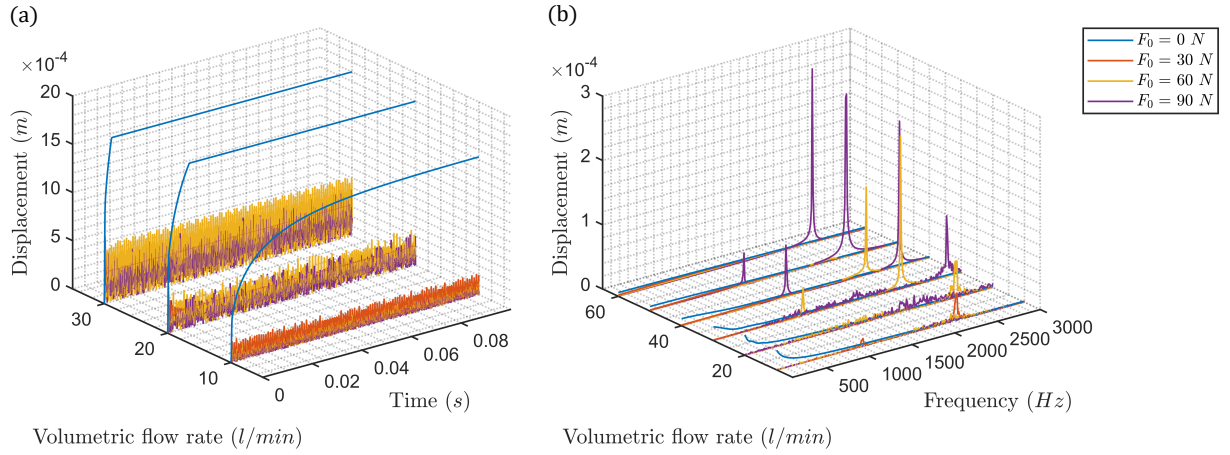 (a)
×10⁻⁴
20
15
10
5
0
Displacement (m)
30
20
10
0
0.02
0.04
0.06
0.08
Time (s)
Volumetric flow rate (l/min)
(b)
×10⁻⁴
3
2
1
0
Displacement (m)
60
40
20
500
1000
1500
2000
2500
3000
Frequency (Hz)
Volumetric flow rate (l/min)
F₀ = 0 N
F₀ = 30 N
F₀ = 60 N
F₀ = 90 N